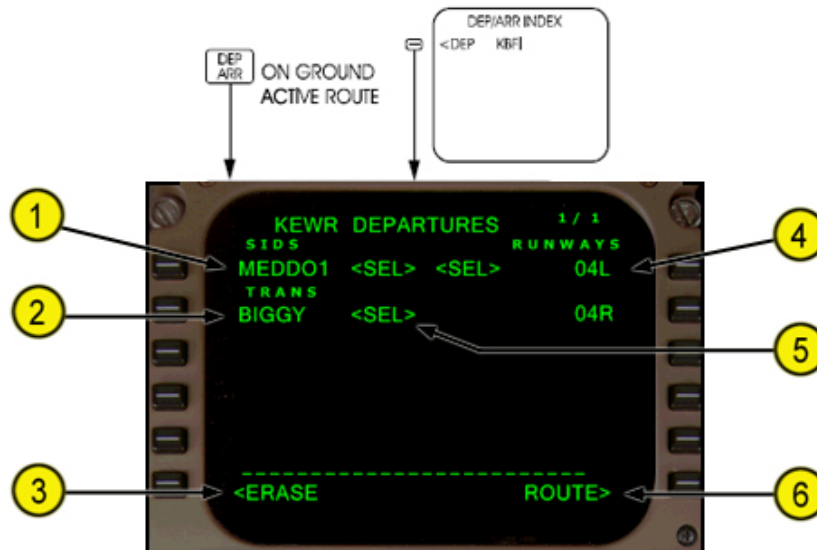 DEP/ARR INDEX
<DEP KBFI
DEP
ARR
ON GROUND
ACTIVE ROUTE
KEWR DEPARTURES 1/1
SIDS RUNWAYS
MEDDO1 <SEL> <SEL> 04L
TRANS
BIGGY <SEL> 04R
<ERASE ROUTE>
1
2
3
4
5
6